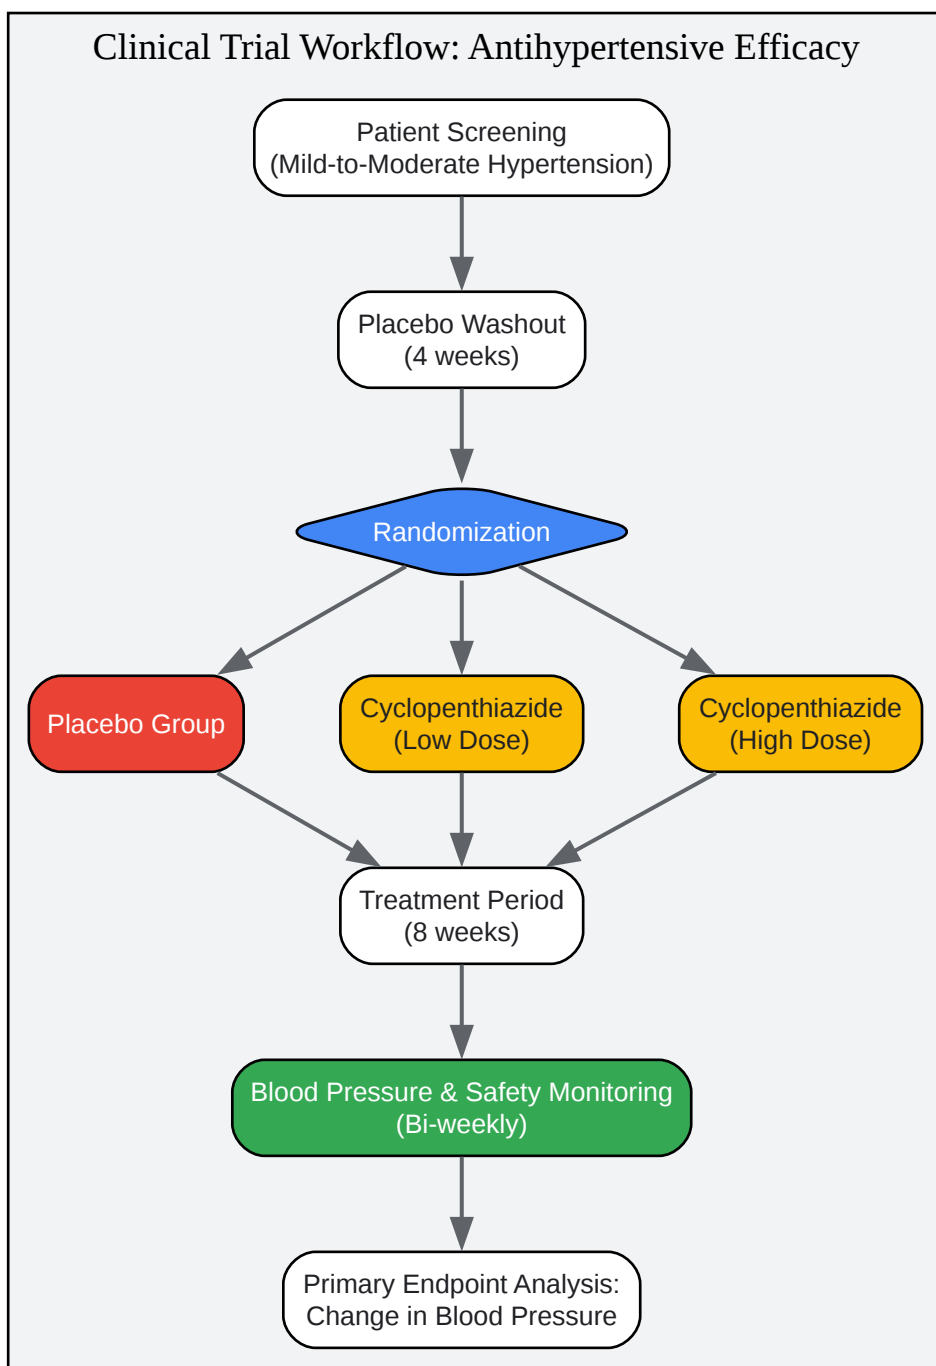 Clinical Trial Workflow: Antihypertensive Efficacy
Patient Screening
(Mild-to-Moderate Hypertension)
Placebo Washout
(4 weeks)
Randomization
Placebo Group
Cyclopenthiazide
(Low Dose)
Cyclopenthiazide
(High Dose)
Treatment Period
(8 weeks)
Blood Pressure & Safety Monitoring
(Bi-weekly)
Primary Endpoint Analysis:
Change in Blood Pressure